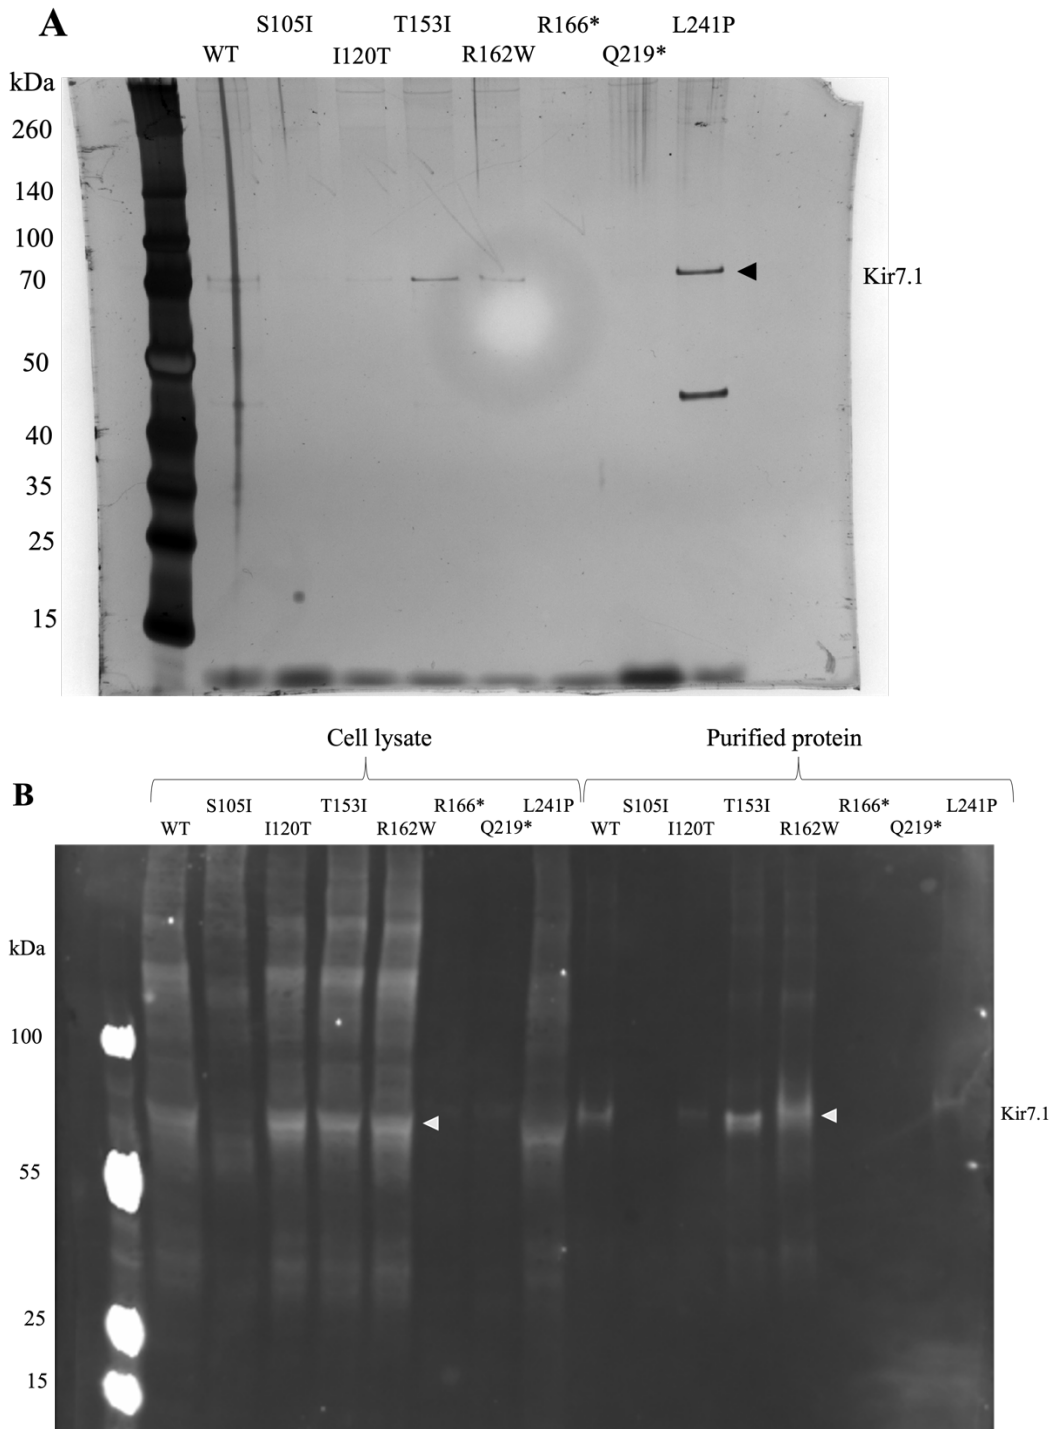 A
S105I T153I R166* L241P
WT I120T R162W Q219*
kDa
260
140
100
70 Kir7.1
50
40
35
25
15
Cell lysate Purified protein
B
S105I T153I R166* L241P S105I T153I R166* L241P
WT I120T R162W Q219* WT I120T R162W Q219*
kDa
100
Kir7.1
55
25
15